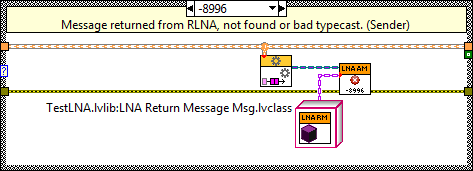 -8996
Message returned from RLNA, not found or bad typecast. (Sender)
?
LNA AM
-8996
TestLNA.lvlib:LNA Return Message Msg.lvclass
LNA RM